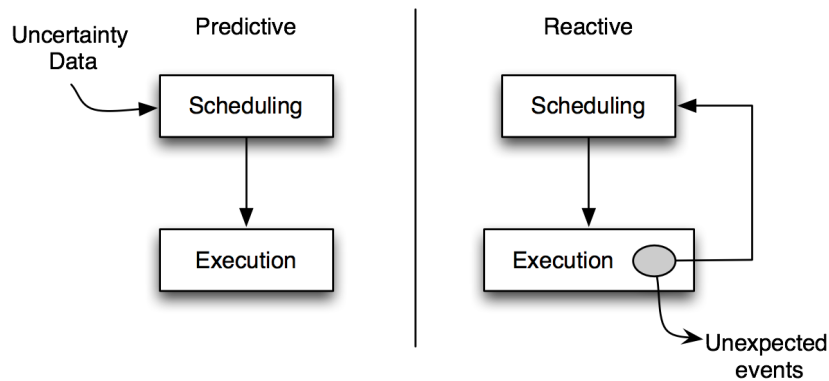 Predictive
Uncertainty
Data
Scheduling
Execution
Reactive
Scheduling
Execution
Unexpected
events